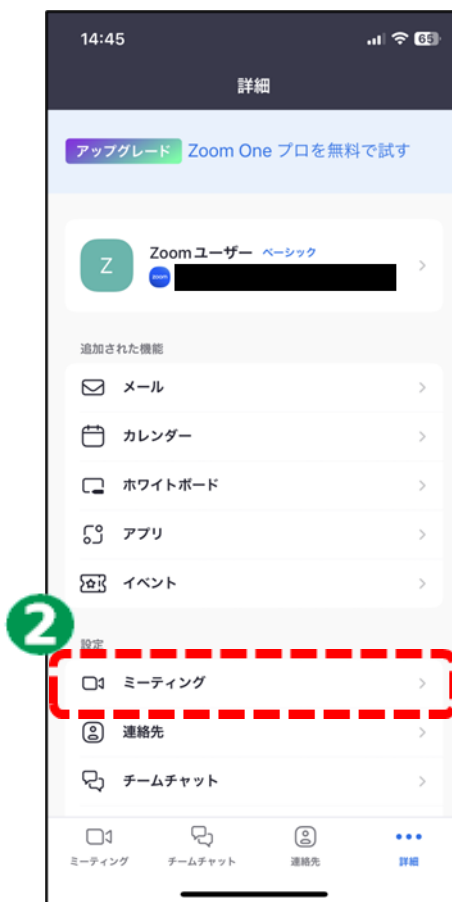 14:45
65
詳細
アップグレード Zoom One プロを無料で試す
Z
Zoomユーザー ベーシック
zoom
追加された機能
メール
カレンダー
ホワイトボード
アプリ
イベント
2
設定
ミーティング
連絡先
チームチャット
ミーティング チームチャット 連絡先 詳細